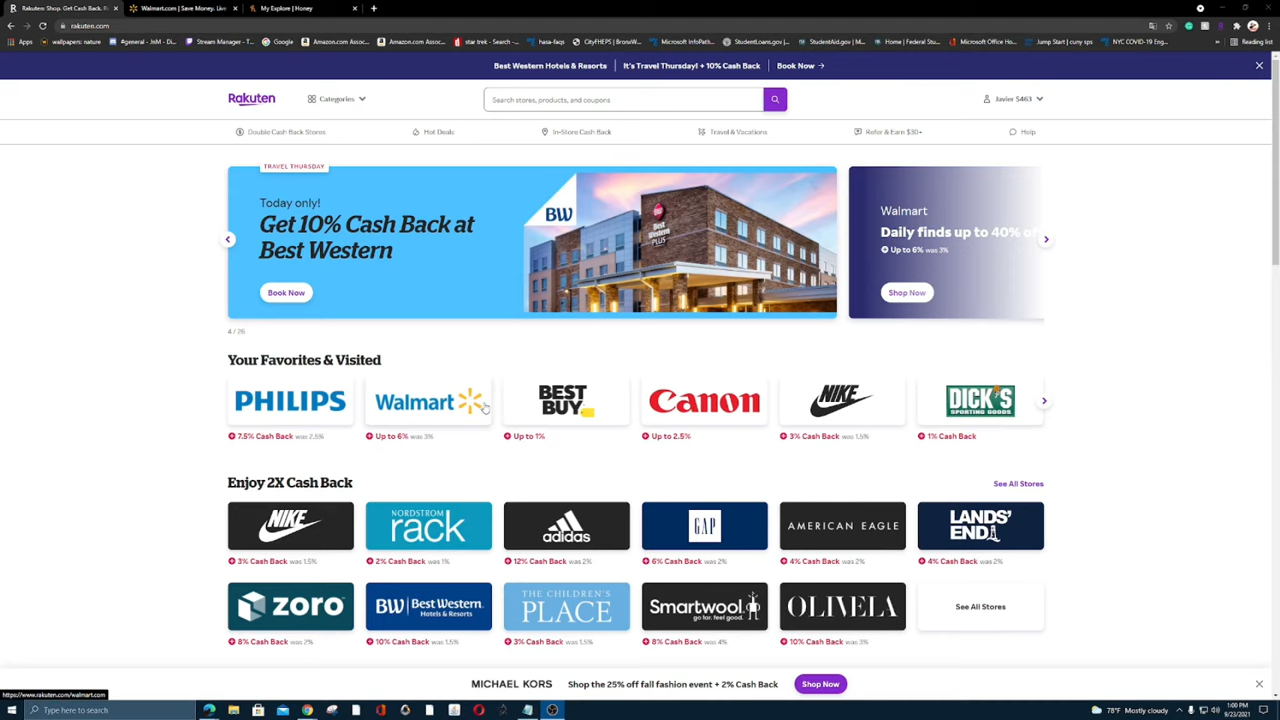 Rakuten: Shop. Get Cash Back. R
Walmart.com | Save Money. Liv
My Explore | Honey
rakuten.com
Apps
wallpapers: nature
#general - JnM - Di...
Stream Manager - T...
Google
Amazon.com Assoc...
Amazon.com: Assoc...
star trek - Search -...
hasa-faqs
CityFHEPS | BronxW...
Microsoft InfoPath...
StudentLoans.gov |...
StudentAid.gov | M...
Home | Federal Stu...
Microsoft Office Ho...
Jump Start | cuny sps
NYC COVID-19 Eng...
»
Reading list
Best Western Hotels & Resorts | It's Travel Thursday! + 10% Cash Back | Book Now →
Rakuten
Categories
Search stores, products, and coupons
Javier $463
Double Cash Back Stores
Hot Deals
In-Store Cash Back
Travel & Vacations
Refer & Earn $30+
Help
TRAVEL THURSDAY
Today only!
Get 10% Cash Back at
Best Western
Book Now
BW
Best Western
PLUS
Walmart
Daily finds up to 40% o
Up to 6% was 3%
Shop Now
4 / 26
Your Favorites & Visited
PHILIPS
Walmart
BEST
BUY
Canon
NIKE
DICK'S
SPORTING GOODS
7.5% Cash Back was 2.5%
Up to 6% was 3%
Up to 1%
Up to 2.5%
3% Cash Back was 1.5%
1% Cash Back
Enjoy 2X Cash Back
See All Stores
NIKE
NORDSTROM
rack
adidas
GAP
AMERICAN EAGLE
LANDS'
END
3% Cash Back was 1.5%
2% Cash Back was 1%
12% Cash Back was 2%
6% Cash Back was 2%
4% Cash Back was 2%
4% Cash Back was 2%
zoro
BW | Best Western.
Hotels & Resorts
THE CHILDREN'S
PLACE
Smartwool
go far. feel good.
OLIVELA
See All Stores
8% Cash Back was 2%
10% Cash Back was 1.5%
3% Cash Back was 1.5%
8% Cash Back was 4%
10% Cash Back was 3%
MICHAEL KORS
Shop the 25% off fall fashion event + 2% Cash Back
Shop Now
https://www.rakuten.com/walmart.com
Type here to search
78°F Mostly cloudy
1:00 PM
9/23/2021